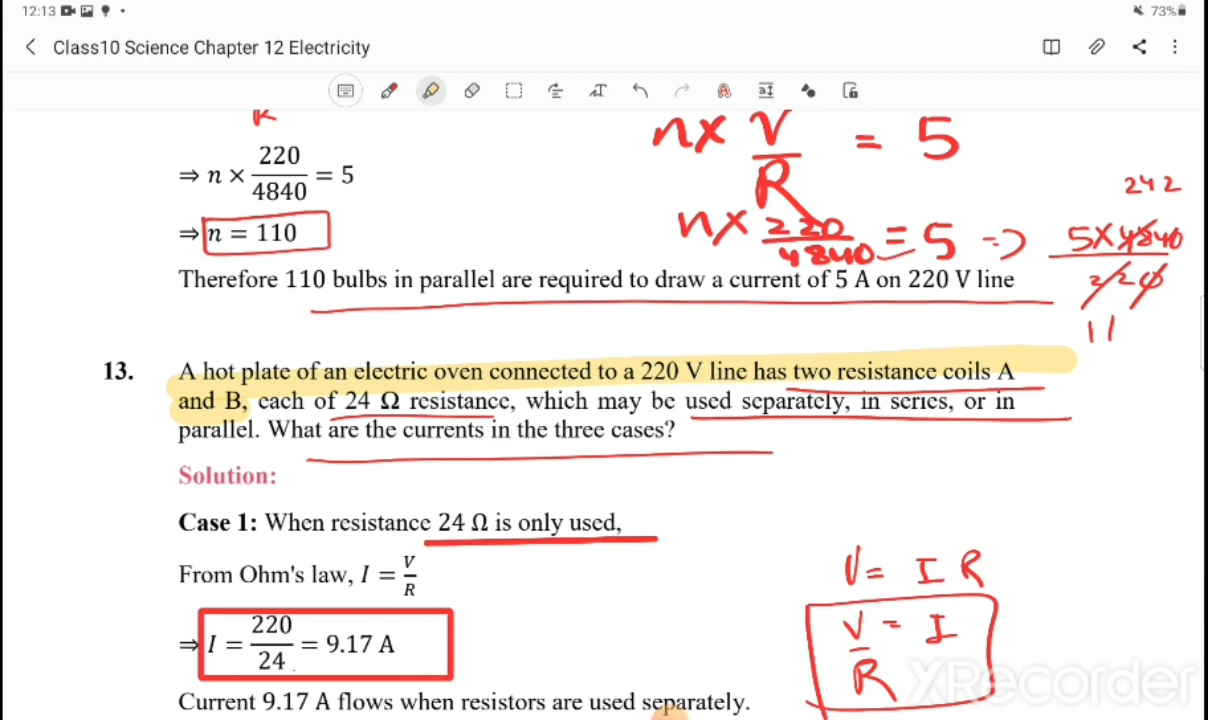 12:13
73%
Class10 Science Chapter 12 Electricity
R
n × V/R = 5
⇒ n × 220/4840 = 5
242
n × 220/4840 = 5 ⇒ 5×4840/220
⇒ n = 110
11
Therefore 110 bulbs in parallel are required to draw a current of 5 A on 220 V line
13. A hot plate of an electric oven connected to a 220 V line has two resistance coils A
and B, each of 24 Ω resistance, which may be used separately, in series, or in
parallel. What are the currents in the three cases?
Solution:
Case 1: When resistance 24 Ω is only used,
From Ohm's law, I = V/R
V = I R
⇒ I = 220/24 = 9.17 A
V/R = I
Current 9.17 A flows when resistors are used separately.
XRecorder